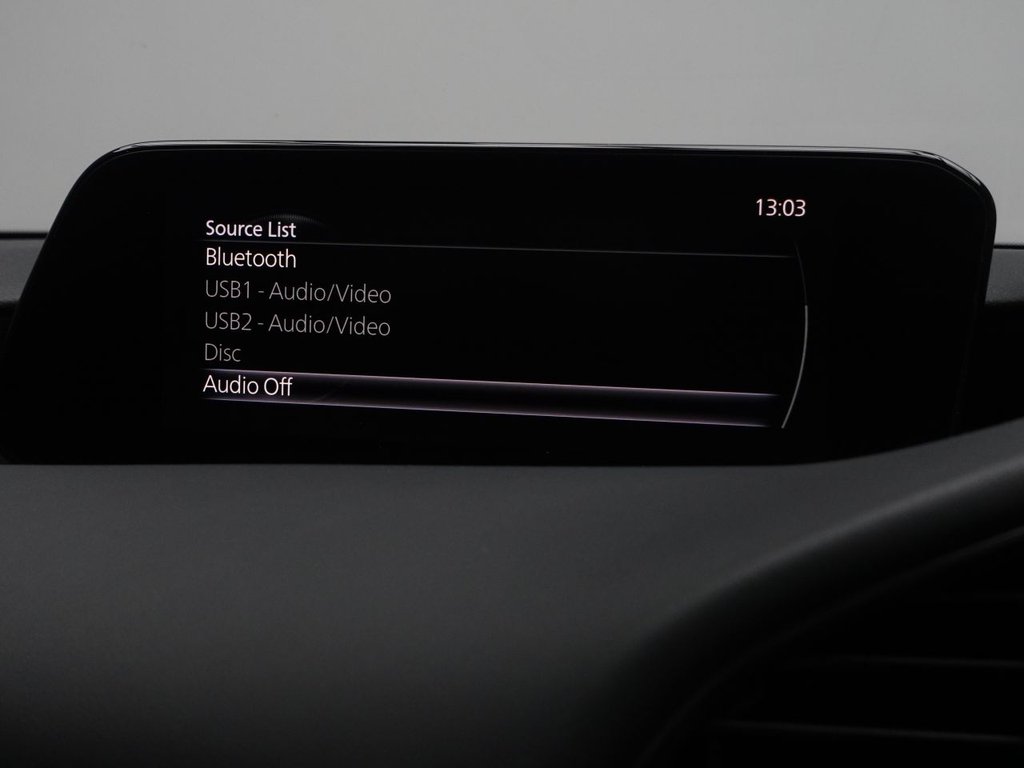 13:03
Source List
Bluetooth
USB1 - Audio/Video
USB2 - Audio/Video
Disc
Audio Off